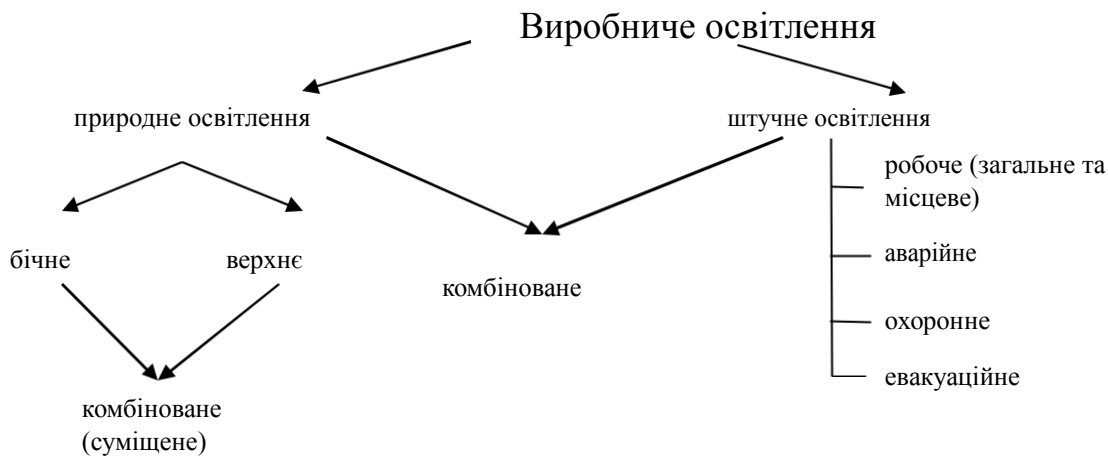 Виробниче освітлення
природне освітлення
штучне освітлення
робоче (загальне та
місцеве)
бічне
верхнє
аварійне
комбіноване
охоронне
евакуаційне
комбіноване
(суміщене)